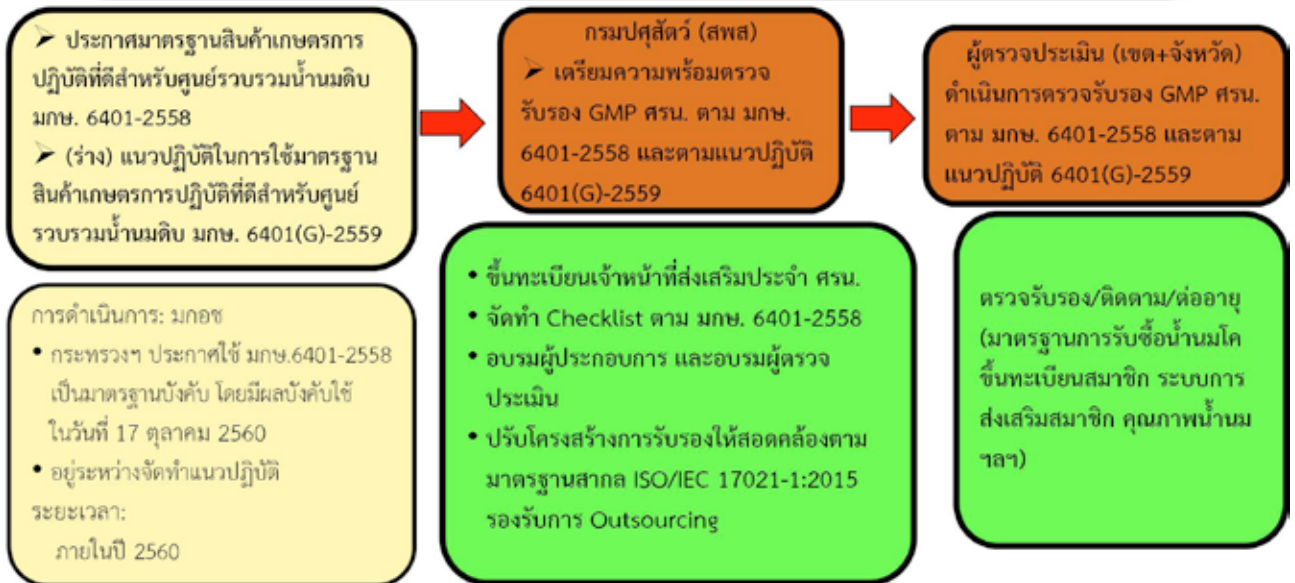 ➤ ประกาศมาตรฐานสินค้าเกษตรการ
ปฏิบัติที่ดีสำหรับศูนย์รวบรวมน้ำนมดิบ
มกษ. 6401-2558
➤ (ร่าง) แนวปฏิบัติในการใช้มาตรฐาน
สินค้าเกษตรการปฏิบัติที่ดีสำหรับศูนย์
รวบรวมน้ำนมดิบ มกษ. 6401(G)-2559
การดำเนินการ: มกอช
• กระทรวงฯ ประกาศใช้ มกษ.6401-2558
เป็นมาตรฐานบังคับ โดยมีผลบังคับใช้
ในวันที่ 17 ตุลาคม 2560
• อยู่ระหว่างจัดทำแนวปฏิบัติ
ระยะเวลา:
ภายในปี 2560
กรมปศุสัตว์ (สพส)
➤ เตรียมความพร้อมตรวจ
รับรอง GMP ศรน. ตาม มกษ.
6401-2558 และตามแนวปฏิบัติ
6401(G)-2559
• ขึ้นทะเบียนเจ้าหน้าที่ส่งเสริมประจำ ศรน.
• จัดทำ Checklist ตาม มกษ. 6401-2558
• อบรมผู้ประกอบการ และอบรมผู้ตรวจ
ประเมิน
• ปรับโครงสร้างการรับรองให้สอดคล้องตาม
มาตรฐานสากล ISO/IEC 17021-1:2015
รองรับการ Outsourcing
ผู้ตรวจประเมิน (เขต+จังหวัด)
ดำเนินการตรวจรับรอง GMP ศรน.
ตาม มกษ. 6401-2558 และตาม
แนวปฏิบัติ 6401(G)-2559
ตรวจรับรอง/ติดตาม/ต่ออายุ
(มาตรฐานการรับซื้อน้ำนมโค
ขึ้นทะเบียนสมาชิก ระบบการ
ส่งเสริมสมาชิก คุณภาพน้ำนม
ฯลฯ)